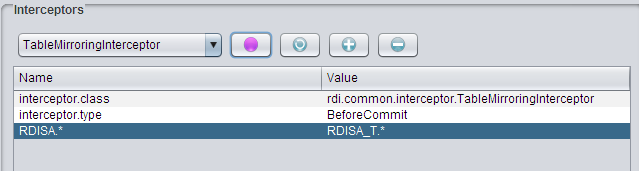 Interceptors
TableMirroringInterceptor
Name Value
interceptor.class rdi.common.interceptor.TableMirroringInterceptor
interceptor.type BeforeCommit
RDISA.* RDISA_T.*